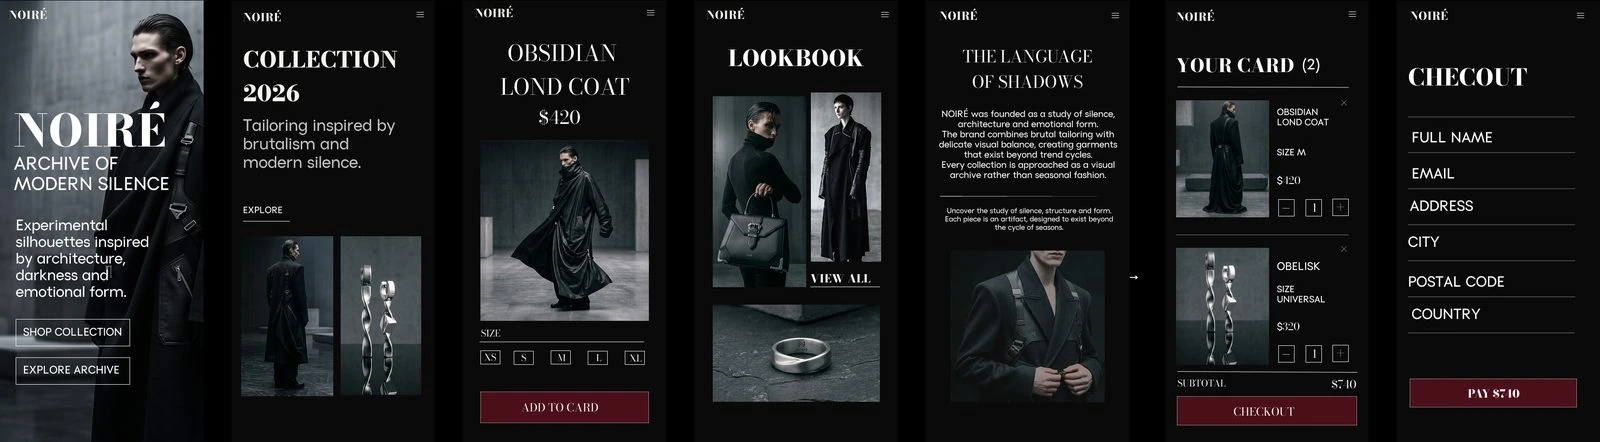 NOIRÉ
NOIRÉ
ARCHIVE OF
MODERN SILENCE
Experimental
silhouettes inspired
by architecture,
darkness and
emotional form.
SHOP COLLECTION
EXPLORE ARCHIVE
NOIRÉ
COLLECTION
2026
Tailoring inspired by
brutalism and
modern silence.
EXPLORE
NOIRÉ
OBSIDIAN
LOND COAT
$420
SIZE
XS S M L XL
ADD TO CARD
NOIRÉ
LOOKBOOK
VIEW ALL
NOIRÉ
THE LANGUAGE
OF SHADOWS
NOIRÉ was founded as a study of silence,
architecture and emotional form.
The brand combines brutal tailoring with
delicate visual balance, creating garments
that exist beyond trend cycles.
Every collection is approached as a visual
archive rather than seasonal fashion.
Uncover the study of silence, structure and form.
Each piece is an artifact, designed to exist beyond
the cycle of seasons.
→
NOIRÉ
YOUR CARD (2)
OBSIDIAN
LOND COAT
SIZE M
$420
– 1 +
OBELISK
SIZE
UNIVERSAL
$320
– 1 +
SUBTOTAL $740
CHECKOUT
NOIRÉ
CHECOUT
FULL NAME
EMAIL
ADDRESS
CITY
POSTAL CODE
COUNTRY
PAY $740